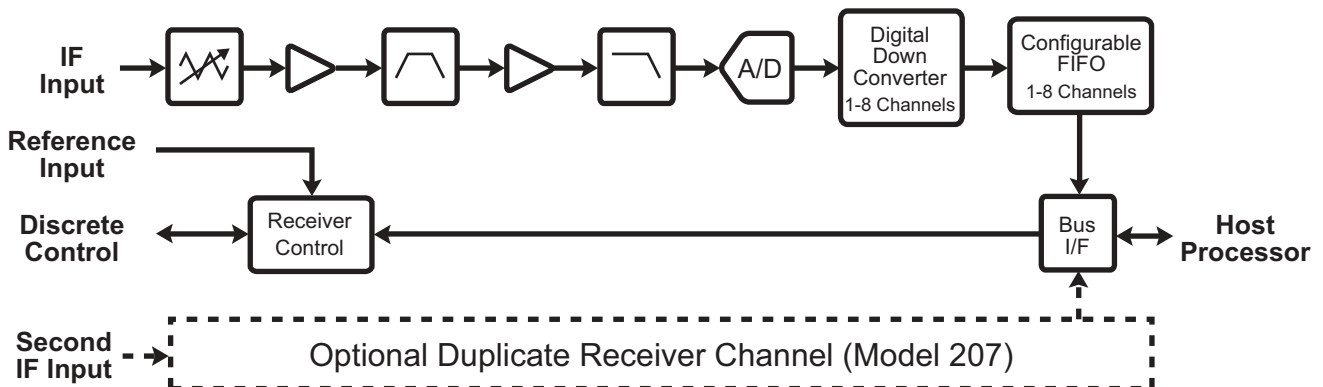 IF
Input
A/D
Digital
Down
Converter
1-8 Channels
Configurable
FIFO
1-8 Channels
Reference
Input
Discrete
Control
Receiver
Control
Bus
I/F
Host
Processor
Second
IF Input
Optional Duplicate Receiver Channel (Model 207)